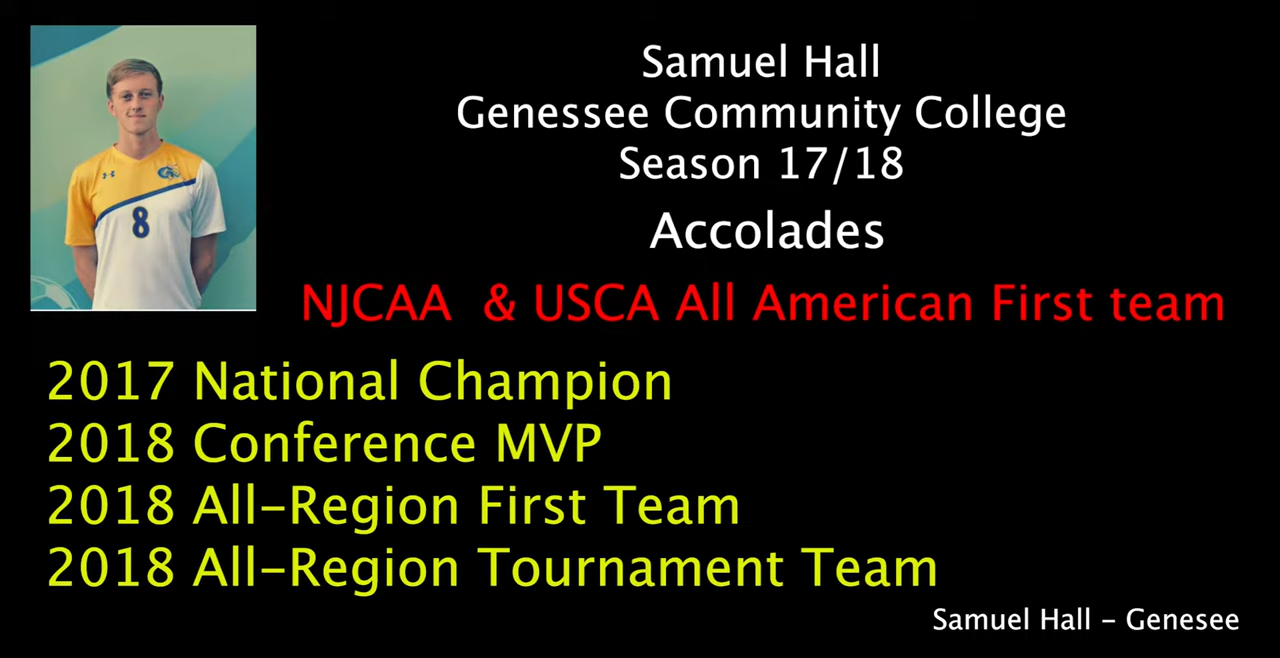 Samuel Hall
Genessee Community College
Season 17/18
Accolades
NJCAA & USCA All American First team
8
2017 National Champion
2018 Conference MVP
2018 All-Region First Team
2018 All-Region Tournament Team
Samuel Hall - Genesee